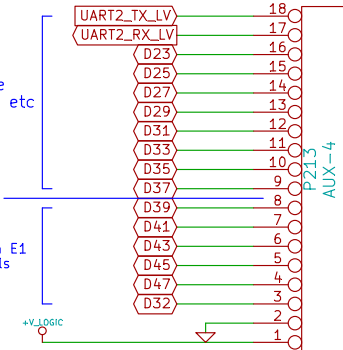 UART2_TX_LV 18
UART2_RX_LV 17
D23 16
D25 15
D27 14
etc
D29 13
D31 12
D33 11
D35 10
D37 9
D39 8
D41 7
E1
D43 6
D45 5
D47 4
D32 3
2
+V_LOGIC 1
P213
AUX-4